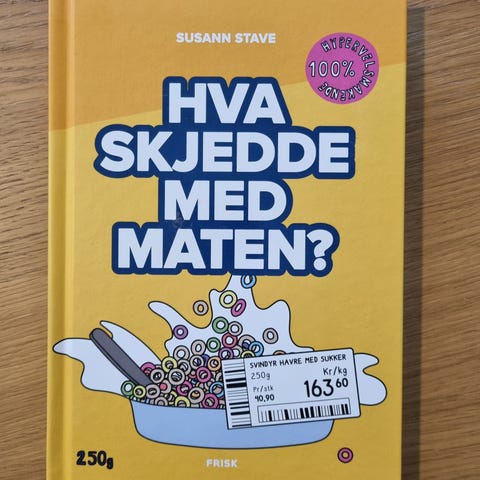 SUSANN STAVE
HYPERVELSMAKENDE
100%
HVA
SKJEDDE
MED
MATEN?
SVINDYR HAVRE MED SUKKER
250g
Kr/kg
Pr/stk
40,90
163 60
250g
FRISK